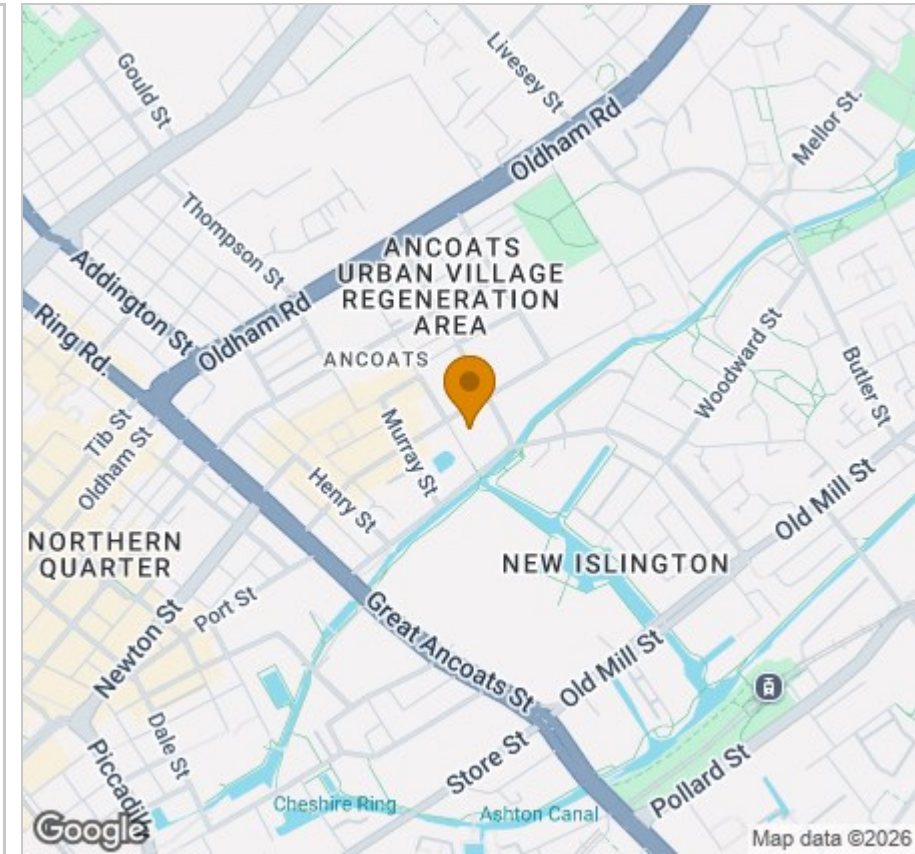 Gould St
Livesey St
Mellor St.
Oldham Rd
Thompson St
ANCOATS
URBAN VILLAGE
REGENERATION
AREA
Addington St
Oldham Rd
Ring Rd.
ANCOATS
Woodward St
Butler St
Tib St
Oldham St
Murray St
Henry St
Old Mill St
NORTHERN
QUARTER
NEW ISLINGTON
Port St
Newton St
Great Ancoats St
Old Mill St
Dale St
Store St
Piccadilly
Cheshire Ring
Ashton Canal
Pollard St
Google
Map data ©2026